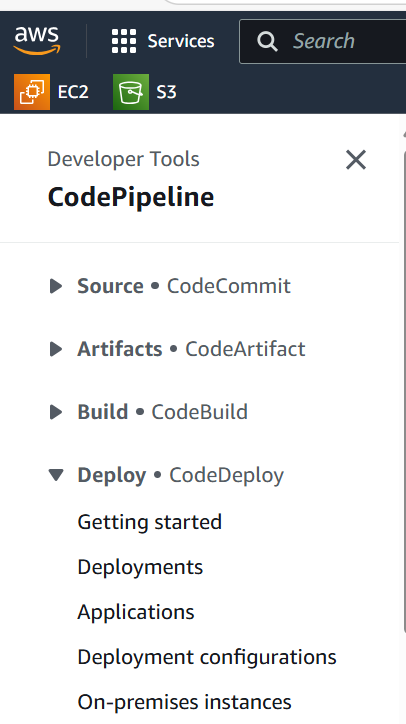 aws
Services
Search
EC2
S3
Developer Tools
CodePipeline
Source • CodeCommit
Artifacts • CodeArtifact
Build • CodeBuild
Deploy • CodeDeploy
Getting started
Deployments
Applications
Deployment configurations
On-premises instances